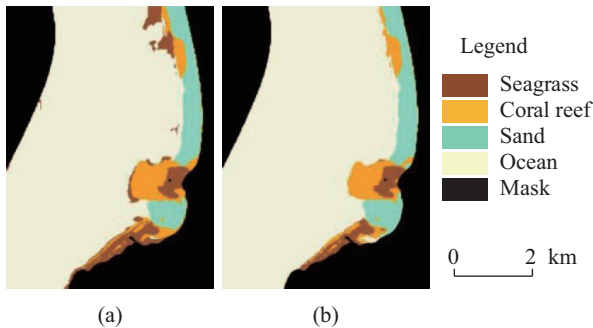 Legend
Seagrass
Coral reef
Sand
Ocean
Mask
0 2 km
(a) (b)